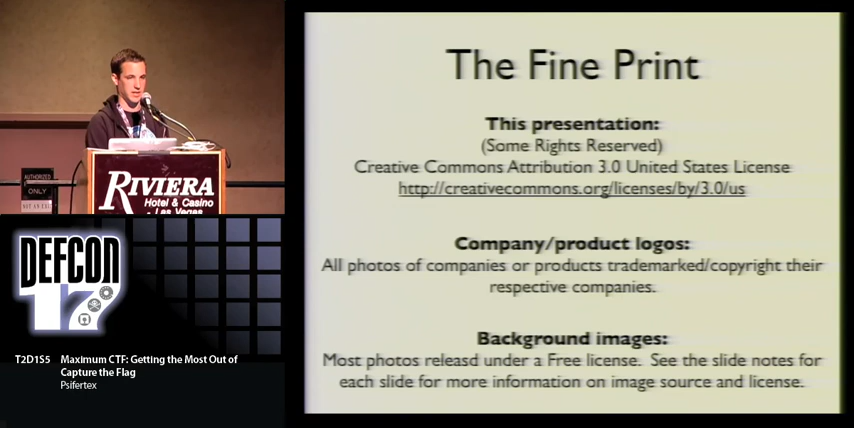 AUTHORIZED
ONLY
RIVIERA
Hotel & Casino
Las Vegas
DEFCON
17
T2D1S5 Maximum CTF: Getting the Most Out of
Capture the Flag
Psifertex
The Fine Print
This presentation:
(Some Rights Reserved)
Creative Commons Attribution 3.0 United States License
http://creativecommons.org/licenses/by/3.0/us
Company/product logos:
All photos of companies or products trademarked/copyright their
respective companies.
Background images:
Most photos releasd under a Free license. See the slide notes for
each slide for more information on image source and license.